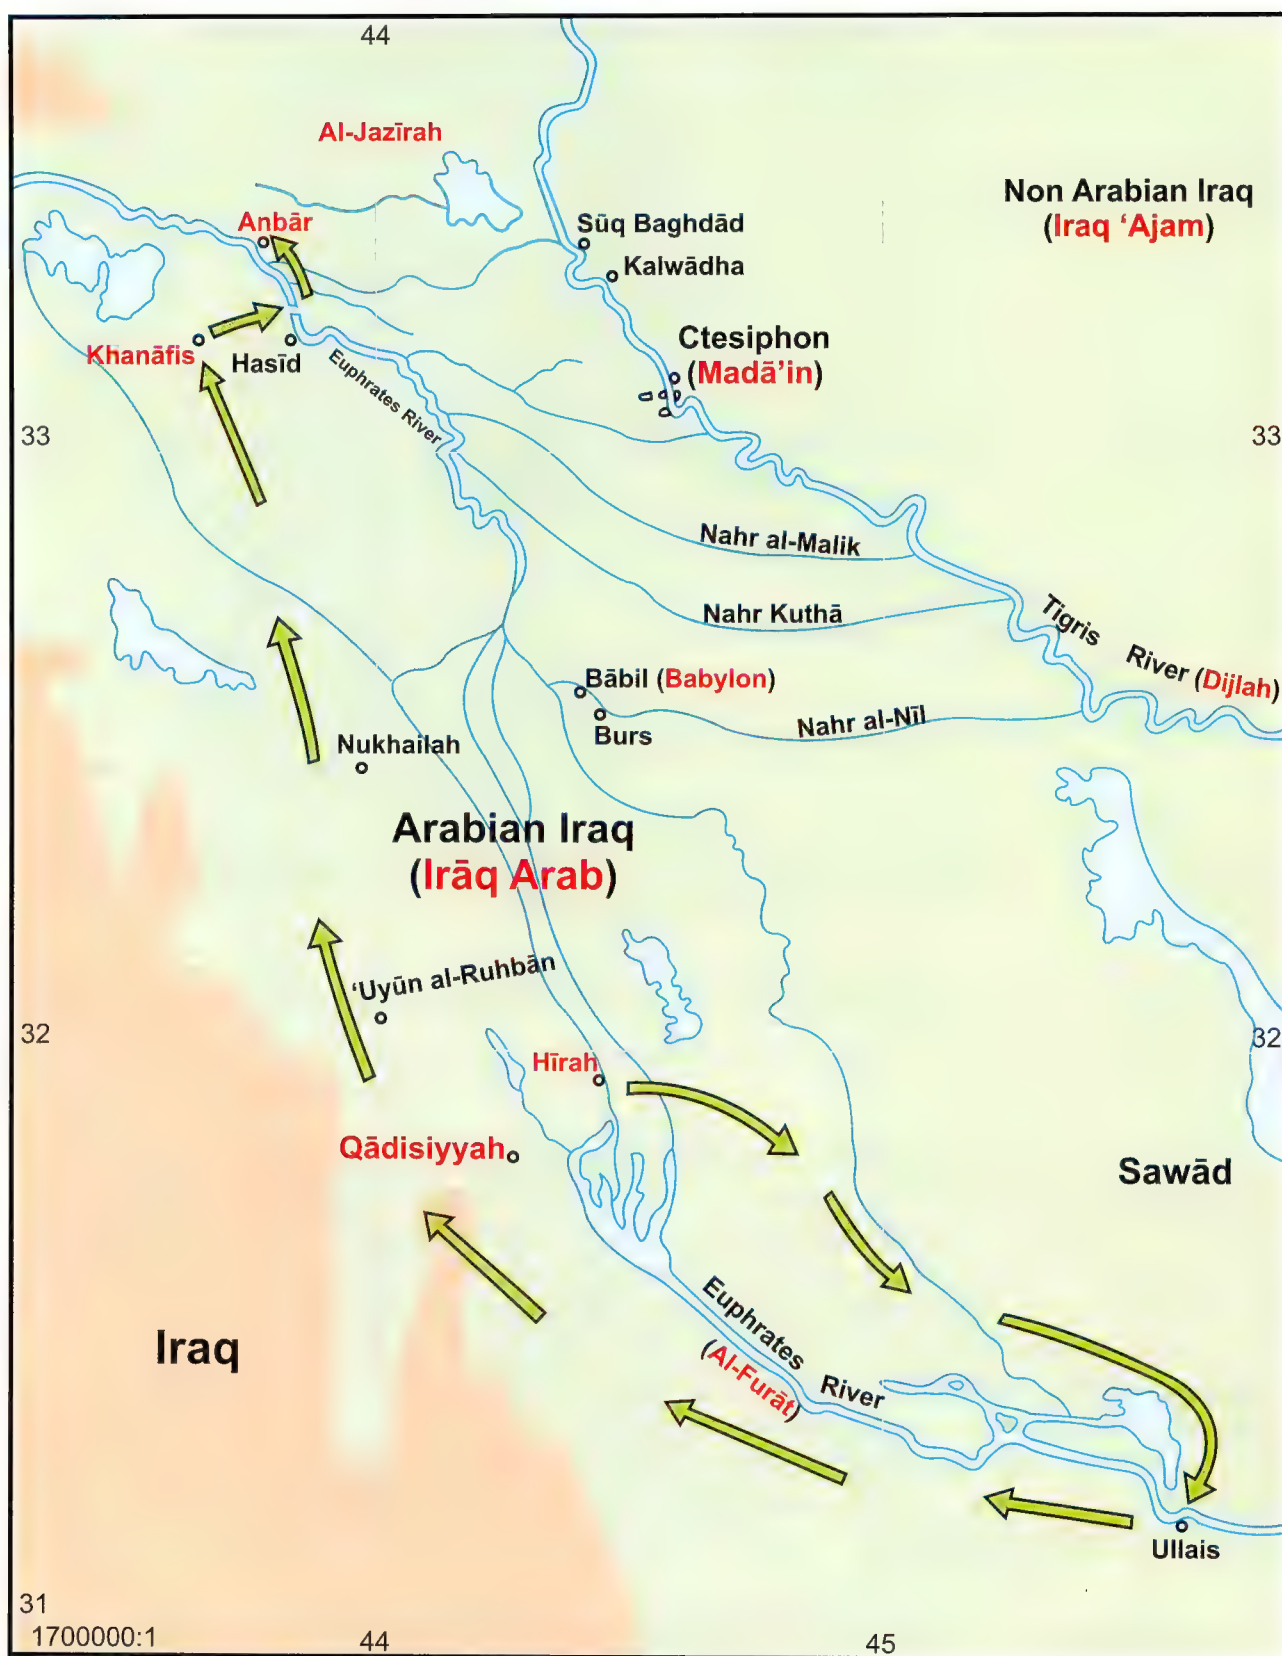 44
Al-Jazīrah
Non Arabian Iraq
(Iraq ‘Ajam)
Anbār
Sūq Baghdād
Kalwādha
Ctesiphon
(Madā’in)
Khanāfis
Hasīd
Euphrates River
33
33
Nahr al-Malik
Nahr Kuthā
Tigris River (Dijlah)
Bābil (Babylon)
Burs
Nahr al-Nīl
Nukhailah
Arabian Iraq
(Irāq Arab)
‘Uyūn al-Ruhbān
32
32
Hīrah
Qādisiyyah
Sawād
Iraq
Euphrates River
(Al-Furāt)
Ullais
31
1700000:1
44
45